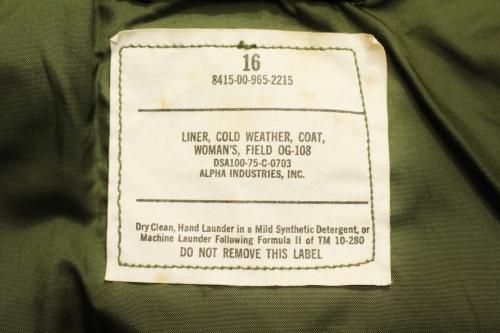 16
8415-00-965-2215
LINER, COLD WEATHER, COAT,
WOMAN'S, FIELD OG-108
DSA100-75-C-0703
ALPHA INDUSTRIES, INC.
Dry Clean, Hand Launder in a Mild Synthetic Detergent, or
Machine Launder Following Formula II of TM 10-280
DO NOT REMOVE THIS LABEL